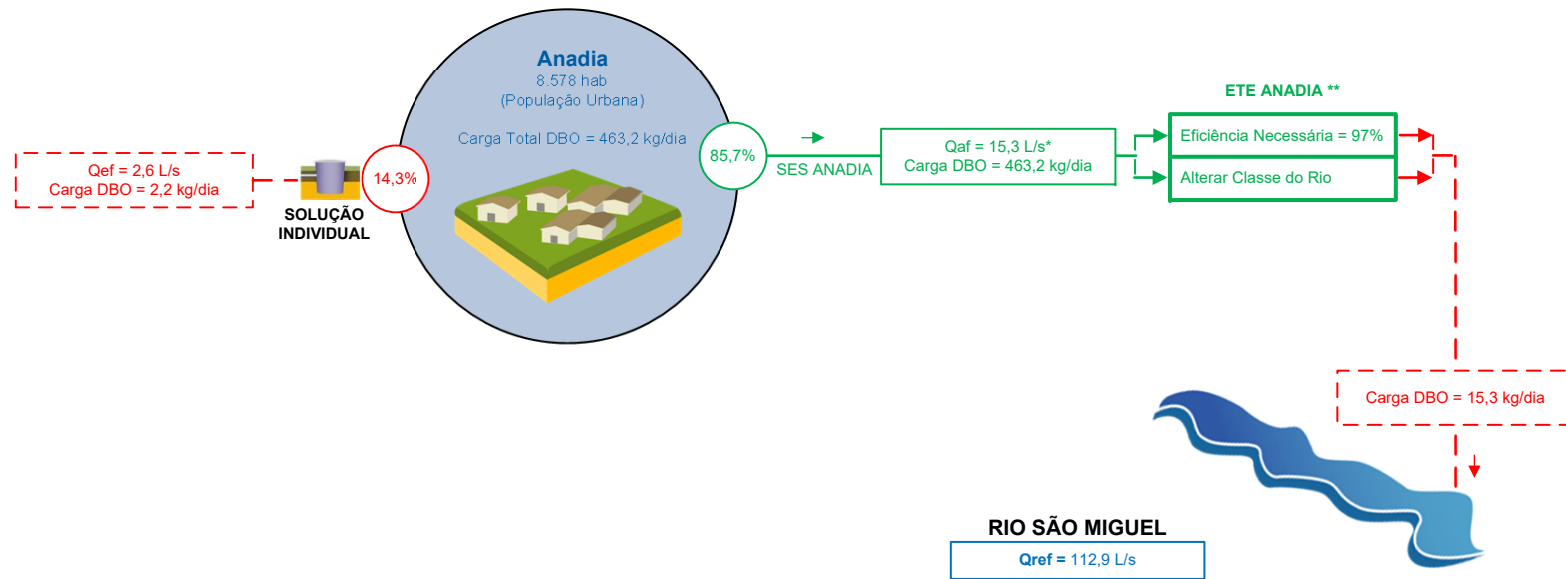 Anadia
8.578 hab
(População Urbana)
Carga Total DBO = 463,2 kg/dia
Qef = 2,6 L/s
Carga DBO = 2,2 kg/dia
14,3%
SOLUÇÃO
INDIVIDUAL
85,7%
SES ANADIA
Qaf = 15,3 L/s*
Carga DBO = 463,2 kg/dia
ETE ANADIA **
Eficiência Necessária = 97%
Alterar Classe do Rio
Carga DBO = 15,3 kg/dia
RIO SÃO MIGUEL
Qref = 112,9 L/s